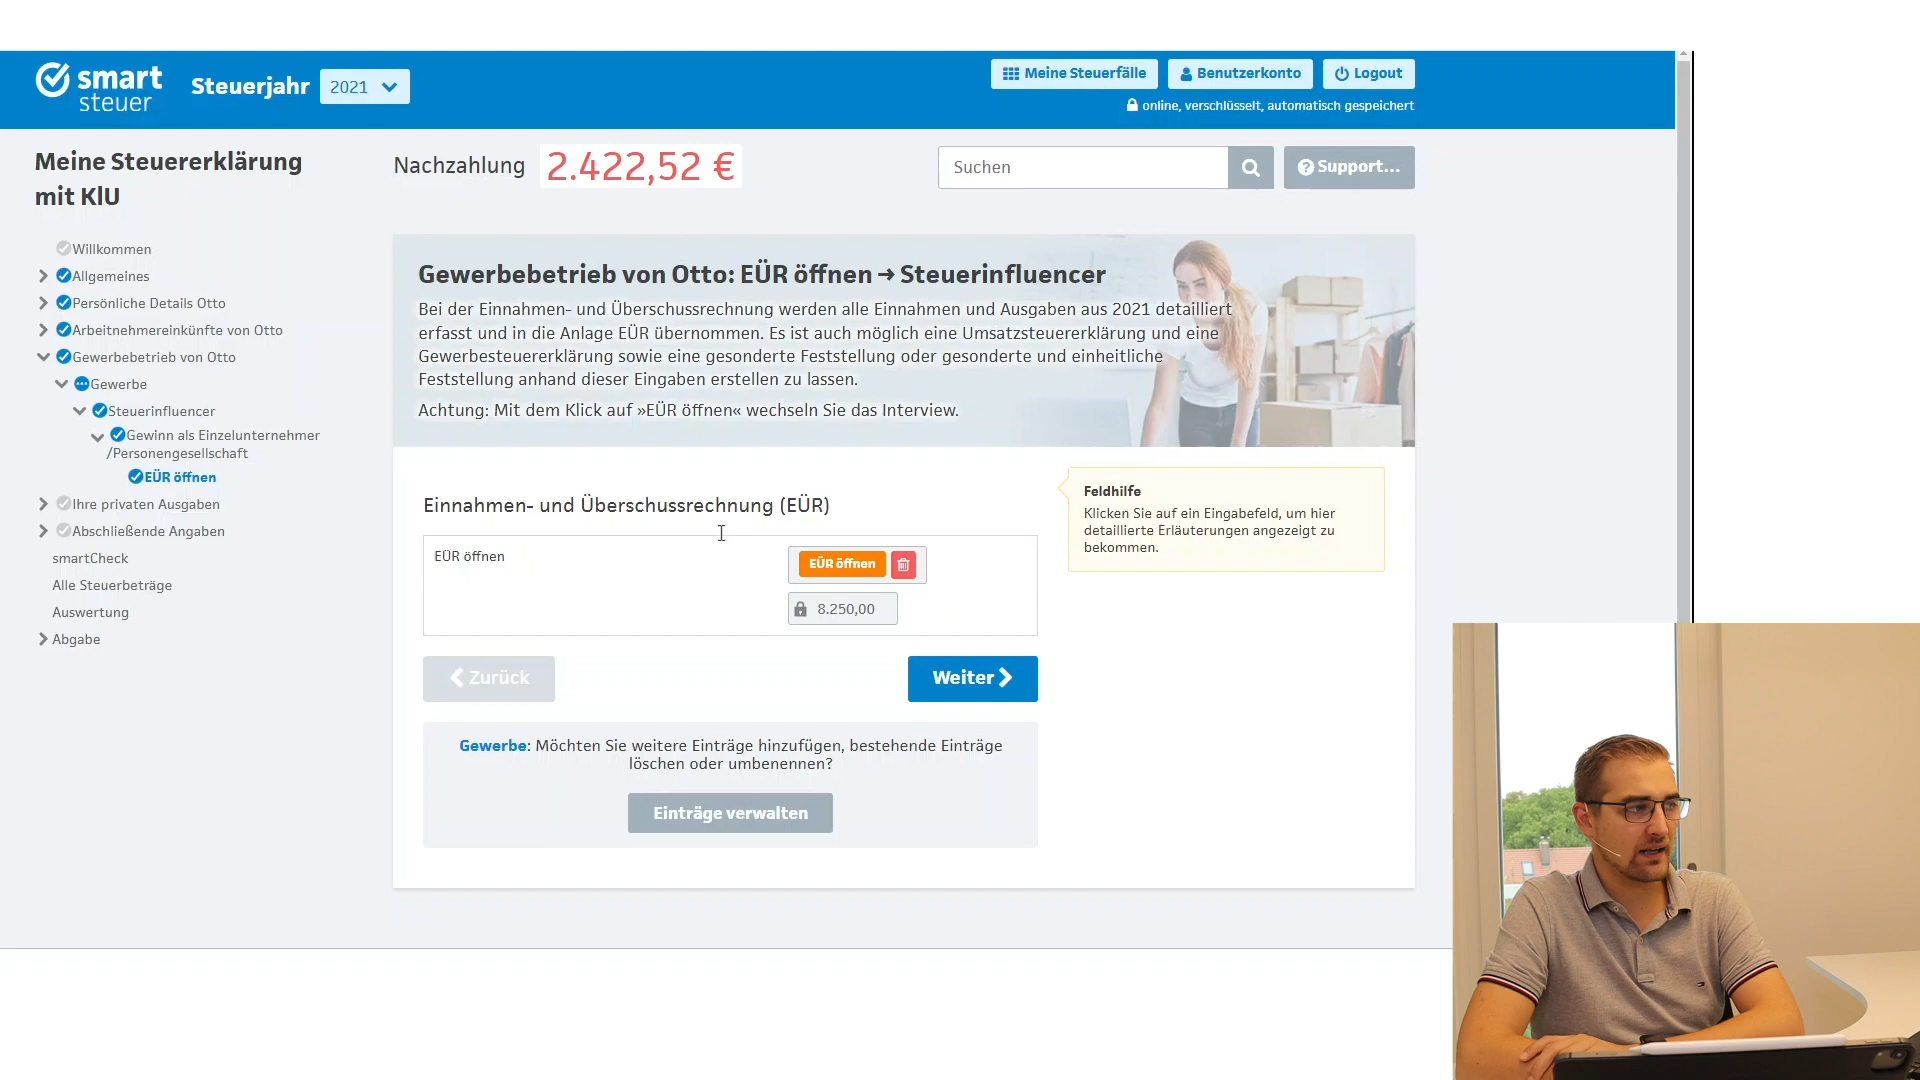 smart
steuer
Steuerjahr
2021
Meine Steuerfälle
Benutzerkonto
Logout
online, verschlüsselt, automatisch gespeichert
Meine Steuererklärung
mit KlU
Willkommen
Allgemeines
Persönliche Details Otto
Arbeitnehmereinkünfte von Otto
Gewerbebetrieb von Otto
Gewerbe
Steuerinfluencer
Gewinn als Einzelunternehmer
/Personengesellschaft
EÜR öffnen
Ihre privaten Ausgaben
Abschließende Angaben
smartCheck
Alle Steuerbeträge
Auswertung
Abgabe
Nachzahlung 2.422,52 €
Suchen
Support...
Gewerbebetrieb von Otto: EÜR öffnen → Steuerinfluencer
Bei der Einnahmen- und Überschussrechnung werden alle Einnahmen und Ausgaben aus 2021 detailliert
erfasst und in die Anlage EÜR übernommen. Es ist auch möglich eine Umsatzsteuererklärung und eine
Gewerbesteuererklärung sowie eine gesonderte Feststellung oder gesonderte und einheitliche
Feststellung anhand dieser Eingaben erstellen zu lassen.
Achtung: Mit dem Klick auf »EÜR öffnen« wechseln Sie das Interview.
Einnahmen- und Überschussrechnung (EÜR)
EÜR öffnen
EÜR öffnen
8.250,00
Zurück
Weiter
Gewerbe: Möchten Sie weitere Einträge hinzufügen, bestehende Einträge
löschen oder umbenennen?
Einträge verwalten
Feldhilfe
Klicken Sie auf ein Eingabefeld, um hier
detaillierte Erläuterungen angezeigt zu
bekommen.